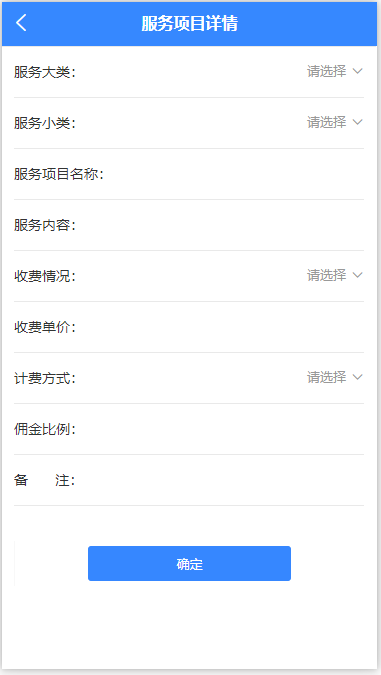 服务项目详情
服务大类： 请选择
服务小类： 请选择
服务项目名称：
服务内容：
收费情况： 请选择
收费单价：
计费方式： 请选择
佣金比例：
备　　注：
确定